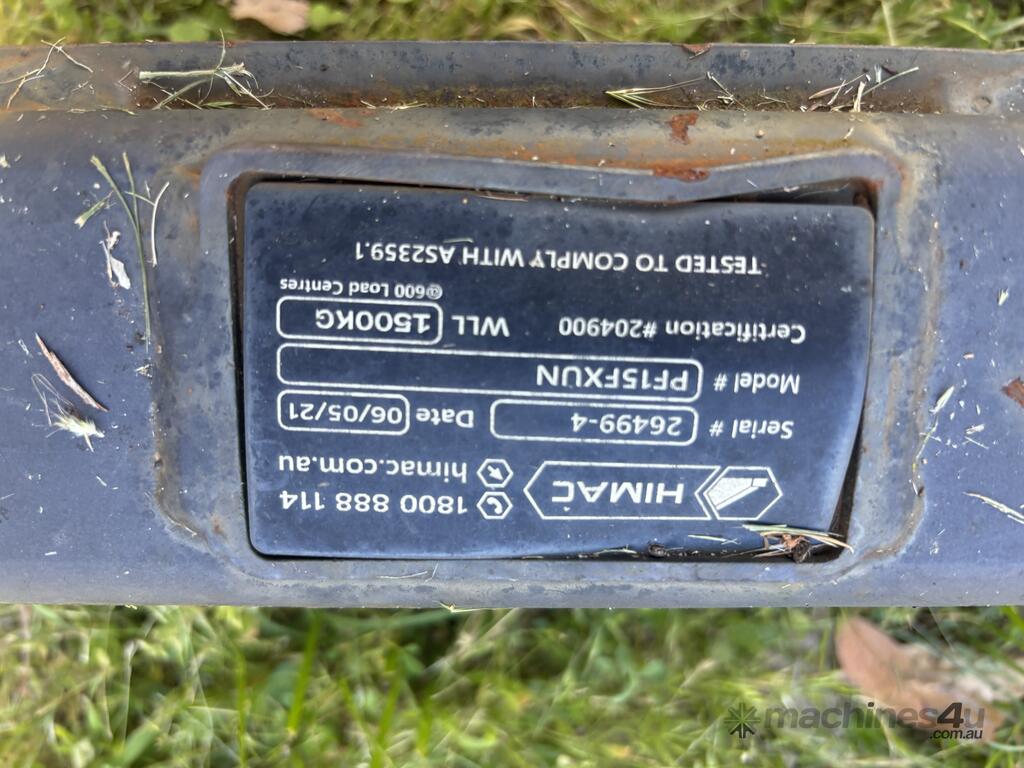 HIMAC 1800 888 114
himac.com.au
Serial # 26499-4 Date 06/05/21
Model # PF15FXUN
Certification #204900 WLL 1500KG
@600 Load Centres
TESTED TO COMPLY WITH AS2359.1
machines4u
.com.au